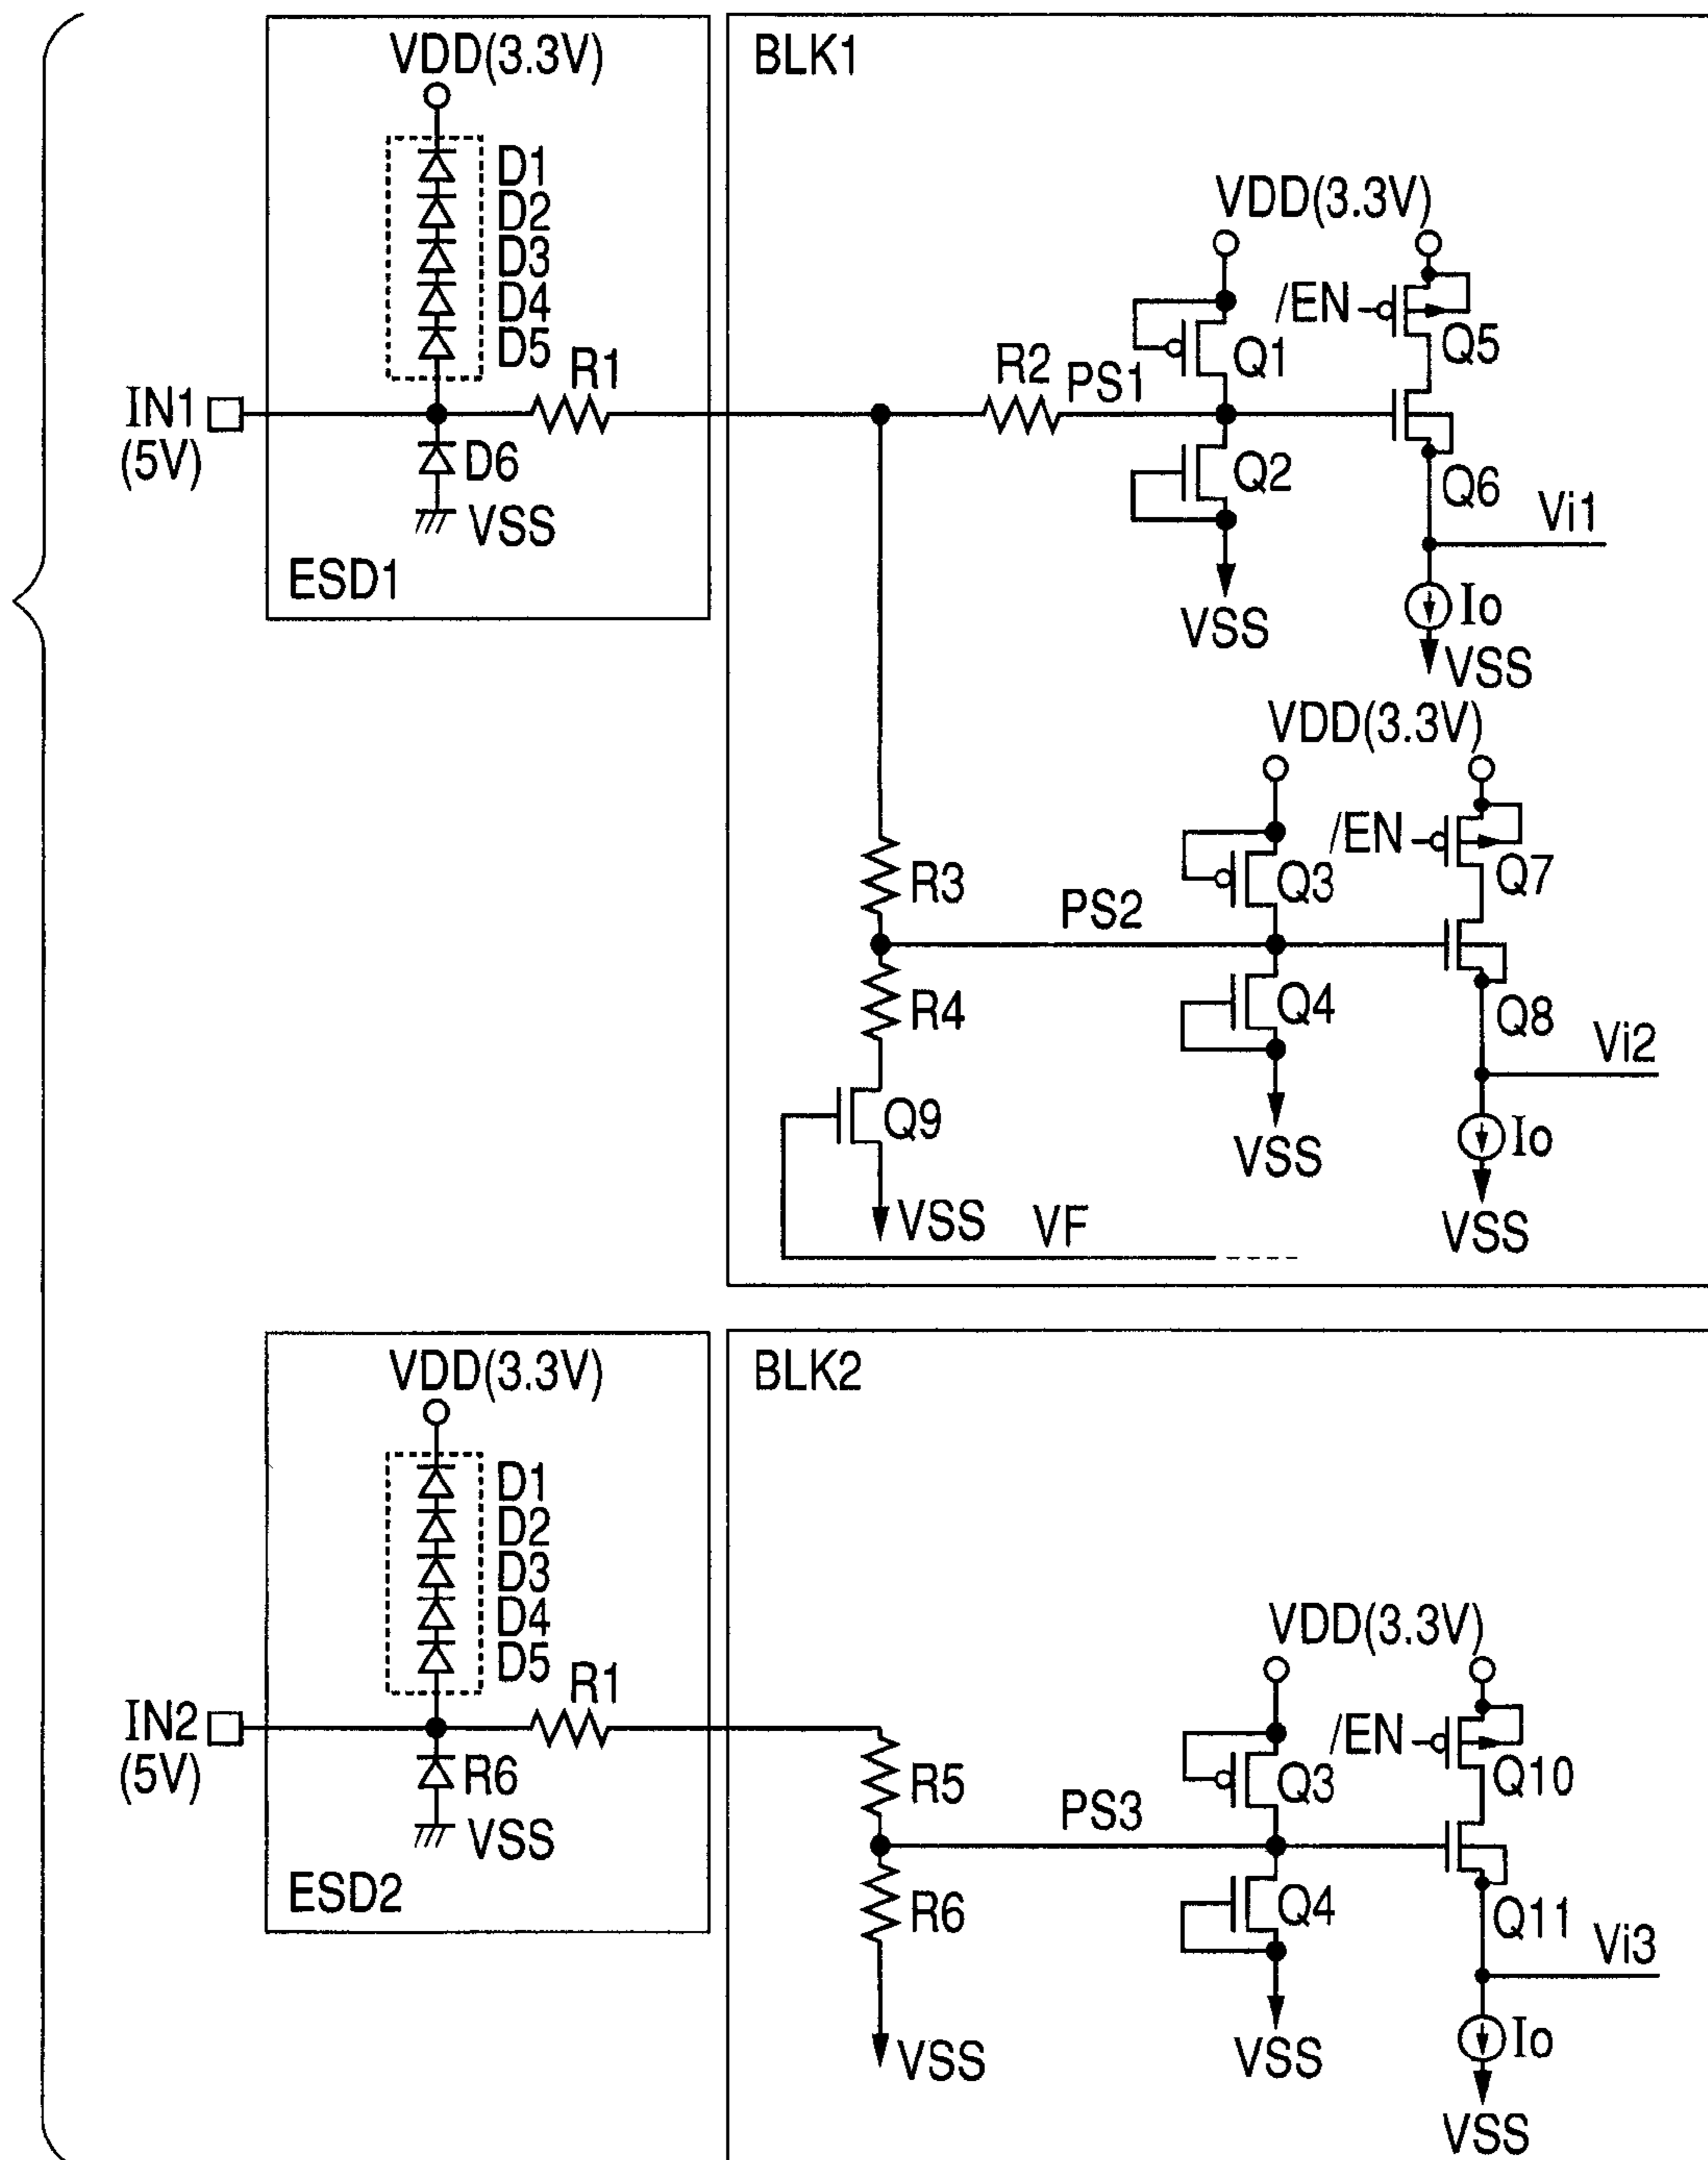 VDD(3.3V)
D1
D2
D3
D4
D5
R1
IN1
(5V)
D6
VSS
ESD1
BLK1
VDD(3.3V)
/EN
Q1
Q5
R2
PS1
Q2
Q6
Vi1
Io
VSS
VSS
VDD(3.3V)
/EN
Q3
Q7
R3
PS2
R4
Q4
Q8
Vi2
Q9
Io
VSS
VSS
VSS
VF
VDD(3.3V)
D1
D2
D3
D4
D5
R1
IN2
(5V)
R6
VSS
ESD2
BLK2
VDD(3.3V)
/EN
Q3
Q10
R5
PS3
R6
Q4
Q11
Vi3
Io
VSS
VSS
VSS